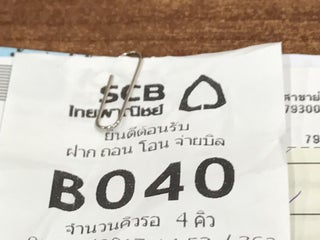 SCB
ไทยพาณิชย์
ยินดีต้อนรับ
ฝาก ถอน โอน จ่ายบิล
B040
จำนวนคิวรอ 4 คิว
79300
79